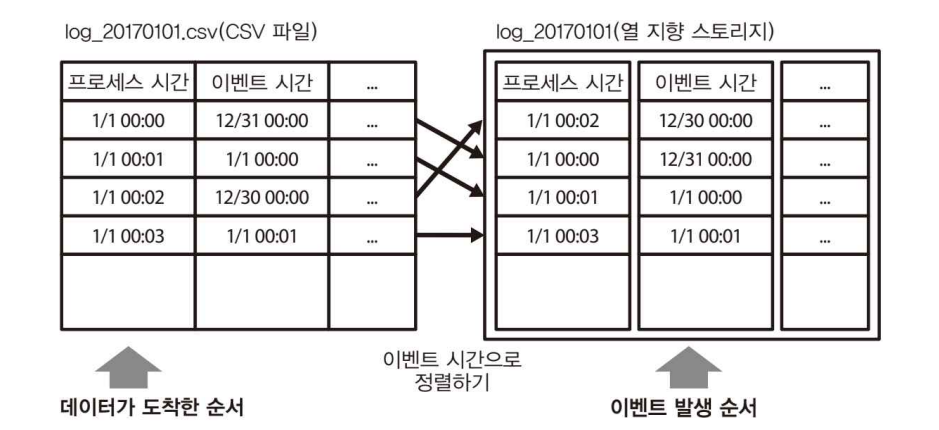 log_20170101.csv(CSV 파일)
log_20170101(열 지향 스토리지)
프로세스 시간 이벤트 시간 ...
1/1 00:00 12/31 00:00 ...
1/1 00:01 1/1 00:00 ...
1/1 00:02 12/30 00:00 ...
1/1 00:03 1/1 00:01 ...
프로세스 시간 이벤트 시간 ...
1/1 00:02 12/30 00:00 ...
1/1 00:00 12/31 00:00 ...
1/1 00:01 1/1 00:00 ...
1/1 00:03 1/1 00:01 ...
이벤트 시간으로
정렬하기
데이터가 도착한 순서
이벤트 발생 순서